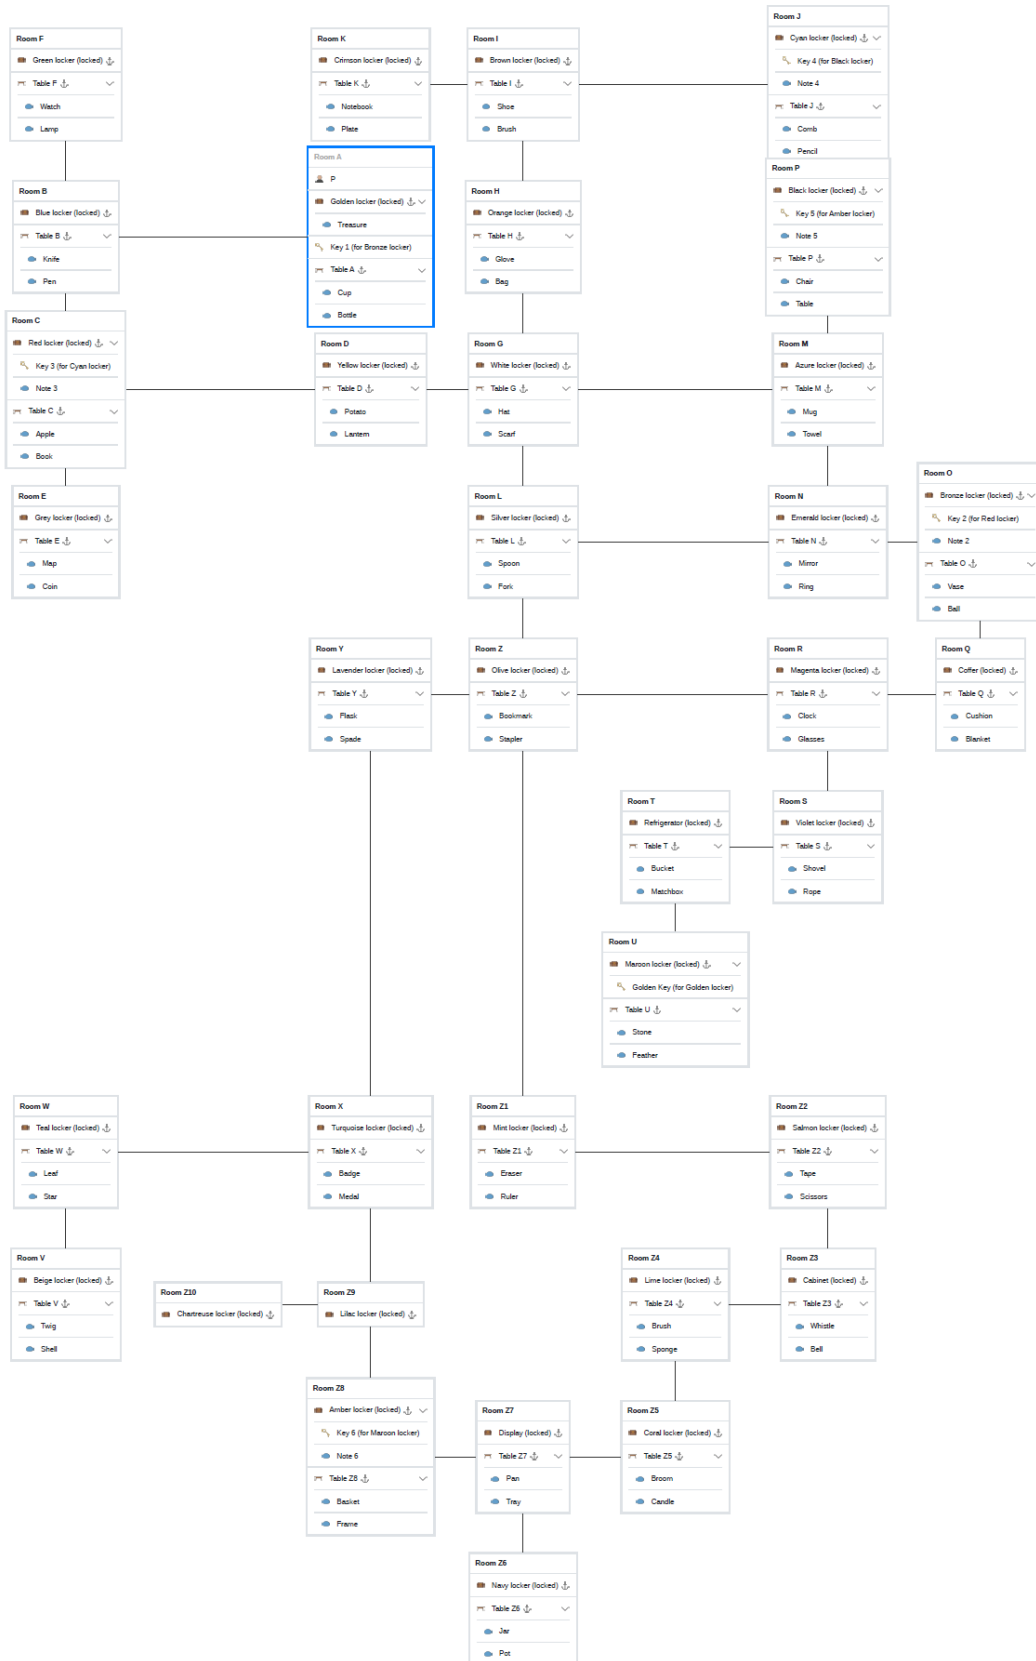 Room F
Green locker (locked)
Table F
Watch
Lamp
Room K
Crimson locker (locked)
Table K
Notebook
Plate
Room I
Brown locker (locked)
Table I
Shoe
Brush
Room J
Cyan locker (locked)
Key 4 (for Black locker)
Note 4
Table J
Comb
Pencil
Room B
Blue locker (locked)
Table B
Knife
Pen
Room A
P
Golden locker (locked)
Treasure
Key 1 (for Bronze locker)
Table A
Cup
Bottle
Room H
Orange locker (locked)
Table H
Glove
Bag
Room P
Black locker (locked)
Key 5 (for Amber locker)
Note 5
Table P
Chair
Table
Room C
Red locker (locked)
Key 3 (for Cyan locker)
Note 3
Table C
Apple
Book
Room D
Yellow locker (locked)
Table D
Potato
Lantern
Room G
White locker (locked)
Table G
Hat
Scarf
Room M
Azure locker (locked)
Table M
Mug
Towel
Room E
Grey locker (locked)
Table E
Map
Coin
Room L
Silver locker (locked)
Table L
Spoon
Fork
Room N
Emerald locker (locked)
Table N
Mirror
Ring
Room O
Bronze locker (locked)
Key 2 (for Red locker)
Note 2
Table O
Vase
Ball
Room Y
Lavender locker (locked)
Table Y
Flask
Spade
Room Z
Olive locker (locked)
Table Z
Bookmark
Stapler
Room R
Magenta locker (locked)
Table R
Clock
Glasses
Room Q
Coffer (locked)
Table Q
Cushion
Blanket
Room T
Refrigerator (locked)
Table T
Bucket
Matchbox
Room S
Violet locker (locked)
Table S
Shovel
Rope
Room U
Maroon locker (locked)
Golden Key (for Golden locker)
Table U
Stone
Feather
Room W
Teal locker (locked)
Table W
Leaf
Star
Room X
Turquoise locker (locked)
Table X
Badge
Medal
Room Z1
Mint locker (locked)
Table Z1
Eraser
Ruler
Room Z2
Salmon locker (locked)
Table Z2
Tape
Scissors
Room V
Beige locker (locked)
Table V
Twig
Shell
Room Z10
Chartreuse locker (locked)
Room Z9
Lilac locker (locked)
Room Z4
Lime locker (locked)
Table Z4
Brush
Sponge
Room Z3
Cabinet (locked)
Table Z3
Whistle
Bell
Room Z8
Amber locker (locked)
Key 6 (for Maroon locker)
Note 6
Table Z8
Basket
Frame
Room Z7
Display (locked)
Table Z7
Pan
Tray
Room Z5
Coral locker (locked)
Table Z5
Broom
Candle
Room Z6
Navy locker (locked)
Table Z6
Jar
Pot